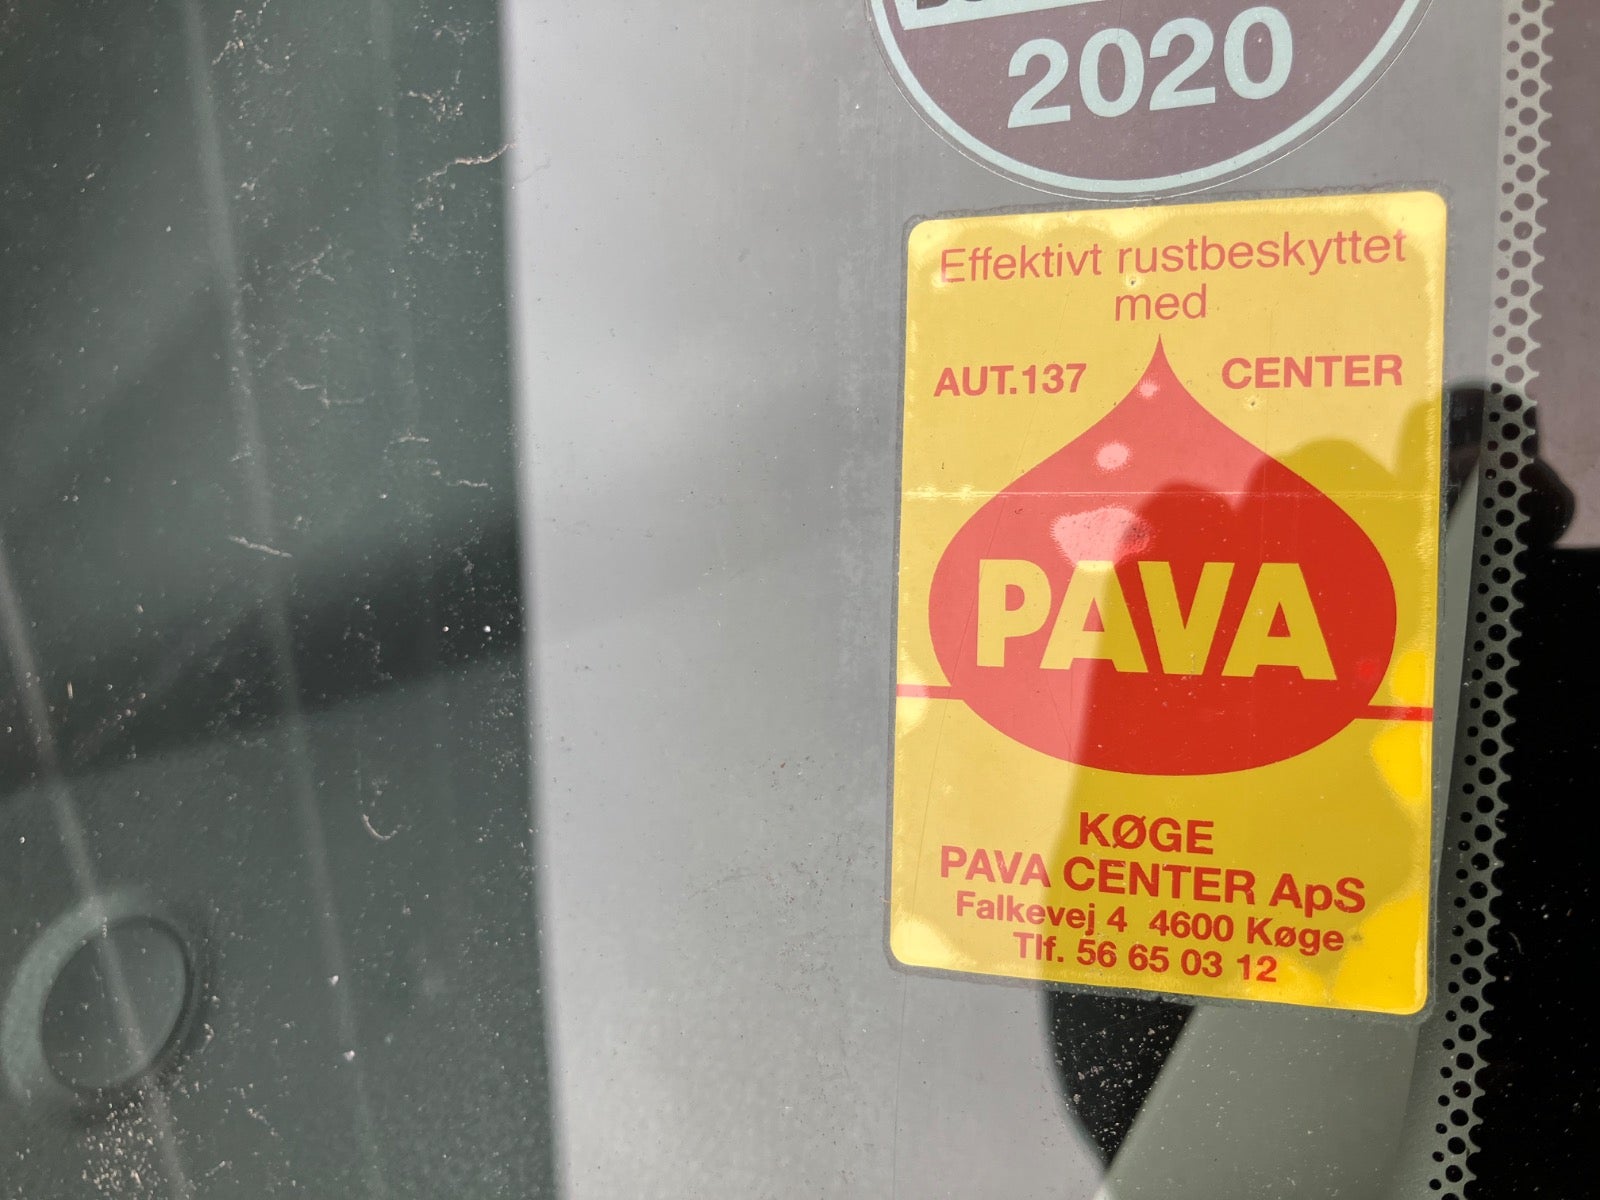 2020
Effektivt rustbeskyttet
med
AUT.137 CENTER
PAVA
KØGE
PAVA CENTER ApS
Falkevej 4 4600 Køge
Tlf. 56 65 03 12